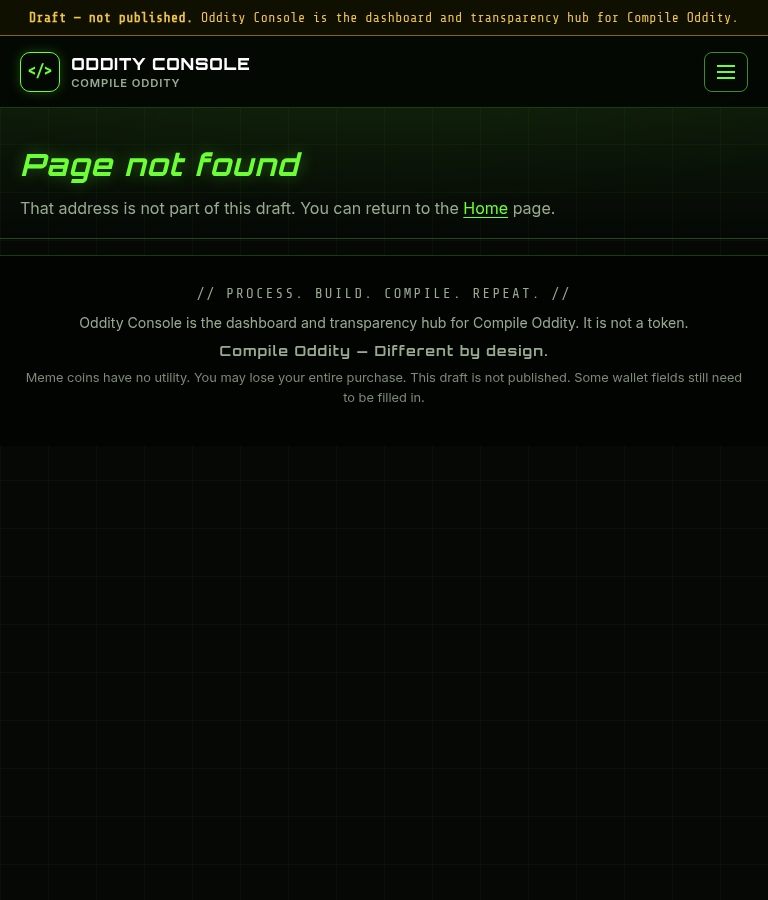 Draft — not published. Oddity Console is the dashboard and transparency hub for Compile Oddity.
</>
ODDITY CONSOLE
COMPILE ODDITY
Page not found
That address is not part of this draft. You can return to the Home page.
// PROCESS. BUILD. COMPILE. REPEAT. //
Oddity Console is the dashboard and transparency hub for Compile Oddity. It is not a token.
Compile Oddity — Different by design.
Meme coins have no utility. You may lose your entire purchase. This draft is not published. Some wallet fields still need
to be filled in.